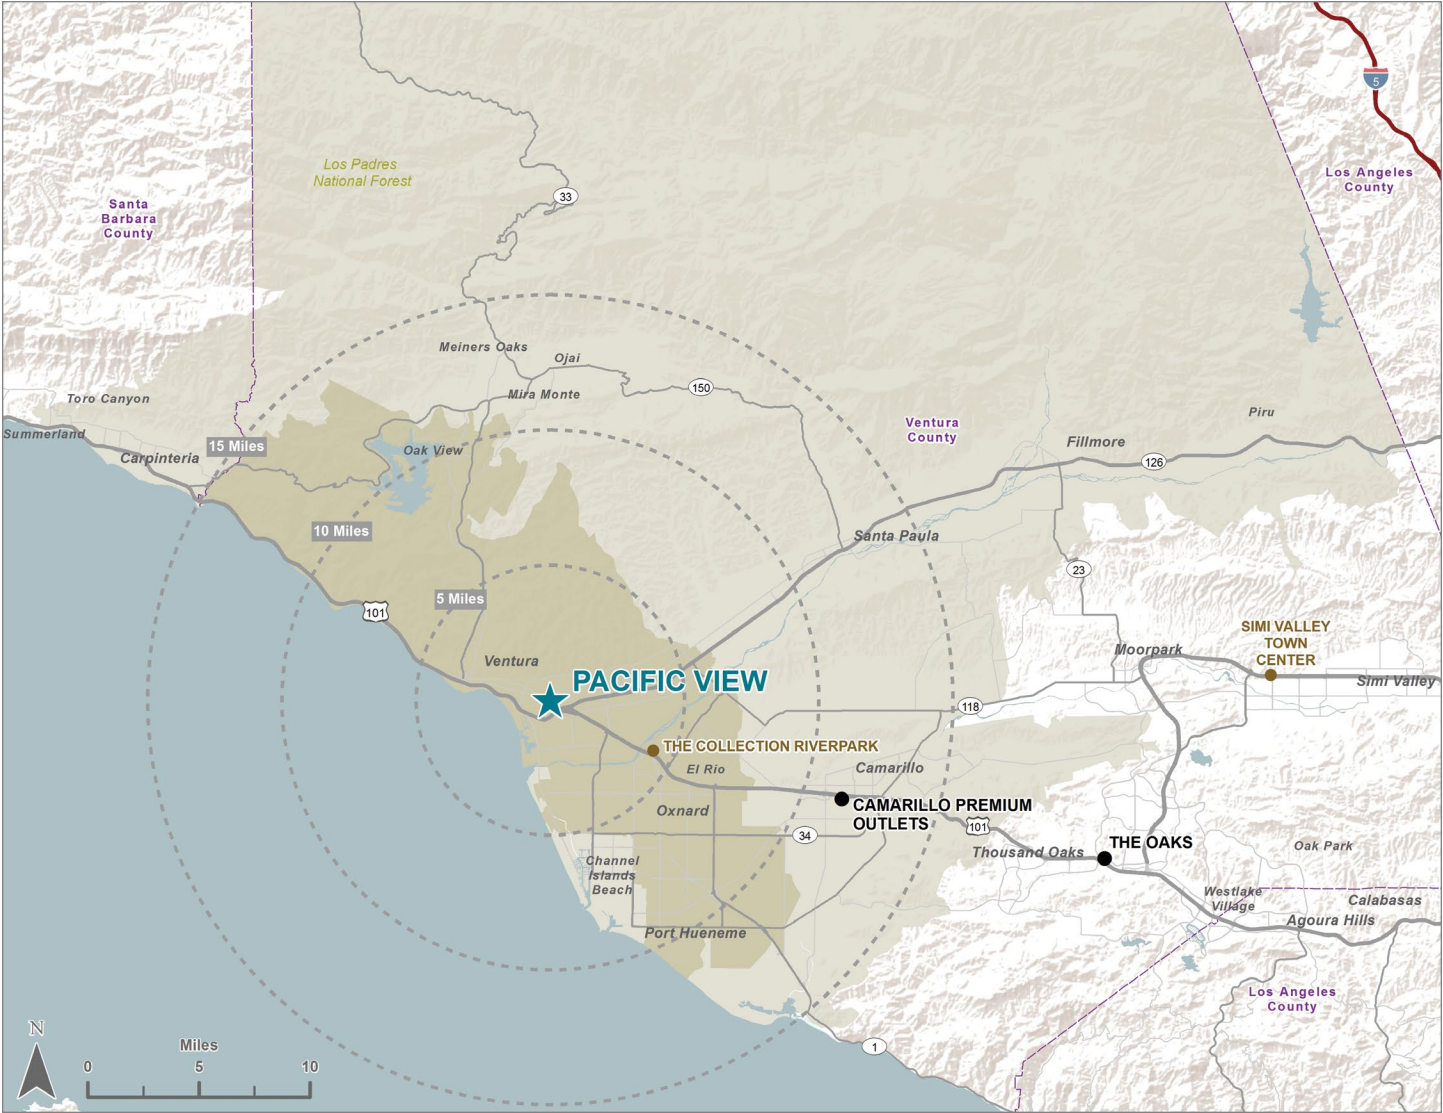 5
Los Padres
National Forest
Los Angeles
County
33
Santa
Barbara
County
Meiners Oaks
Ojai
Mira Monte
150
Toro Canyon
Piru
Ventura
County
Summerland
15 Miles
Fillmore
Oak View
Carpinteria
126
10 Miles
Santa Paula
23
5 Miles
101
SIMI VALLEY
TOWN
CENTER
Moorpark
Ventura
PACIFIC VIEW
Simi Valley
118
THE COLLECTION RIVERPARK
El Rio
Camarillo
Oxnard
CAMARILLO PREMIUM
OUTLETS
101
34
THE OAKS
Thousand Oaks
Oak Park
Channel
Islands
Beach
Westlake
Village
Calabasas
Agoura Hills
Port Hueneme
Los Angeles
County
N
Miles
0 5 10
1